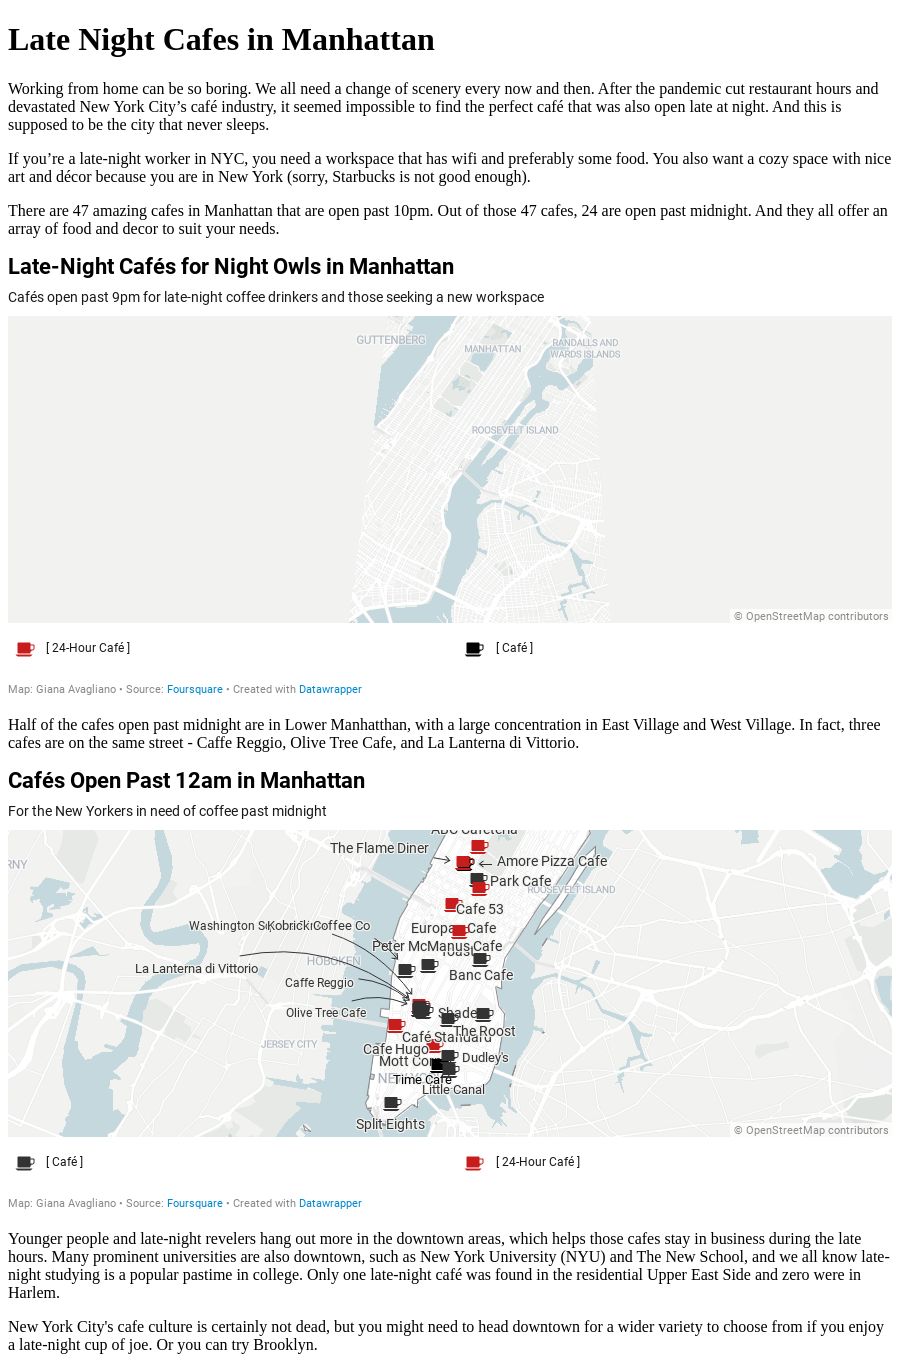 Late Night Cafes in Manhattan
Working from home can be so boring. We all need a change of scenery every now and then. After the pandemic cut restaurant hours and
devastated New York City’s café industry, it seemed impossible to find the perfect café that was also open late at night. And this is
supposed to be the city that never sleeps.
If you’re a late-night worker in NYC, you need a workspace that has wifi and preferably some food. You also want a cozy space with nice
art and décor because you are in New York (sorry, Starbucks is not good enough).
There are 47 amazing cafes in Manhattan that are open past 10pm. Out of those 47 cafes, 24 are open past midnight. And they all offer an
array of food and decor to suit your needs.
Late-Night Cafés for Night Owls in Manhattan
Cafés open past 9pm for late-night coffee drinkers and those seeking a new workspace
GUTTENBERG
MANHATTAN
RANDALLS AND
WARDS ISLANDS
ROOSEVELT ISLAND
© OpenStreetMap contributors
[ 24-Hour Café ]
[ Café ]
Map: Giana Avagliano • Source: Foursquare • Created with Datawrapper
Half of the cafes open past midnight are in Lower Manhatthan, with a large concentration in East Village and West Village. In fact, three
cafes are on the same street - Caffe Reggio, Olive Tree Cafe, and La Lanterna di Vittorio.
Cafés Open Past 12am in Manhattan
For the New Yorkers in need of coffee past midnight
ABC Cafeteria
The Flame Diner
Amore Pizza Cafe
RNY
Park Cafe
ROOSEVELT ISLAND
Cafe 53
Washington
Kobrick Coffee Co
Europan Cafe
Peter McManus Cafe
Toast
HOBOKEN
La Lanterna di Vittorio
Banc Cafe
Caffe Reggio
Olive Tree Cafe
Shade
The Roost
Café Standard
JERSEY CITY
Cafe Hugo
Dudley's
Mott
Time Cafe
Little Canal
Split Eights
© OpenStreetMap contributors
[ Café ]
[ 24-Hour Café ]
Map: Giana Avagliano • Source: Foursquare • Created with Datawrapper
Younger people and late-night revelers hang out more in the downtown areas, which helps those cafes stay in business during the late
hours. Many prominent universities are also downtown, such as New York University (NYU) and The New School, and we all know late-
night studying is a popular pastime in college. Only one late-night café was found in the residential Upper East Side and zero were in
Harlem.
New York City's cafe culture is certainly not dead, but you might need to head downtown for a wider variety to choose from if you enjoy
a late-night cup of joe. Or you can try Brooklyn.